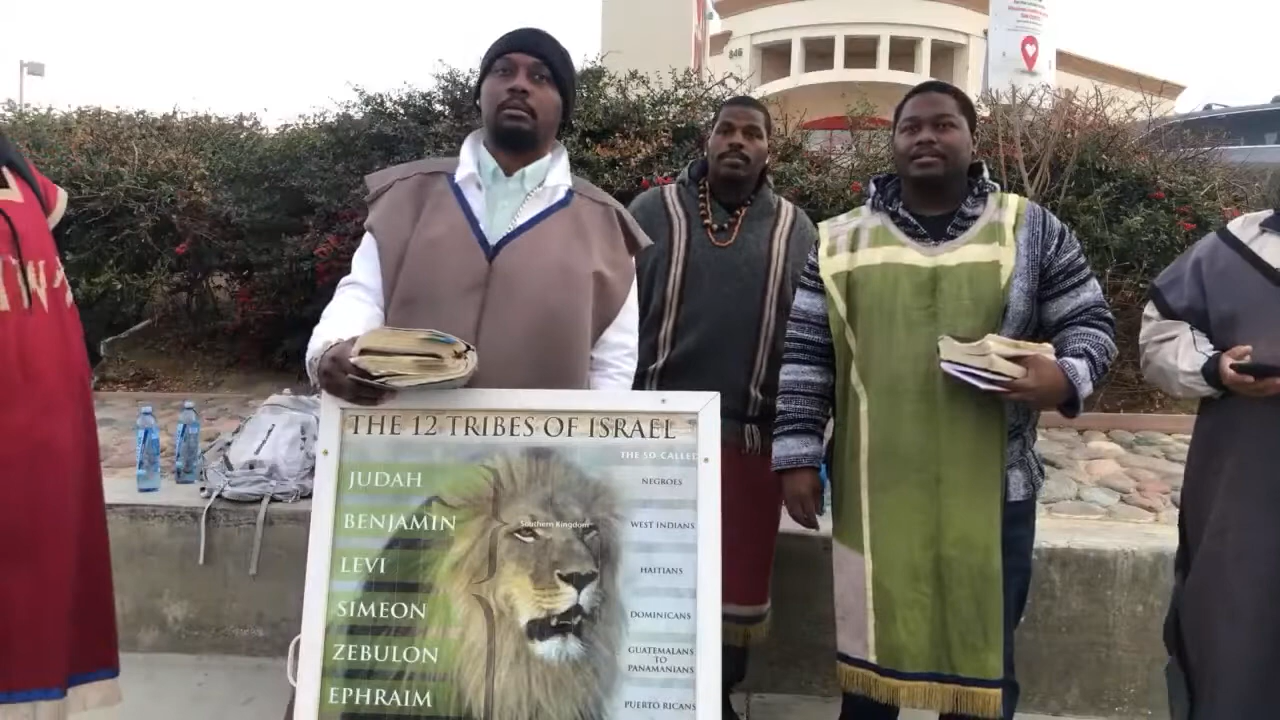 846
THE 12 TRIBES OF ISRAEL
THE SO CALLED
JUDAH
NEGROES
BENJAMIN
Southern Kingdom
WEST INDIANS
LEVI
HAITIANS
SIMEON
DOMINICANS
ZEBULON
GUATEMALANS
TO
PANAMANIANS
EPHRAIM
PUERTO RICANS